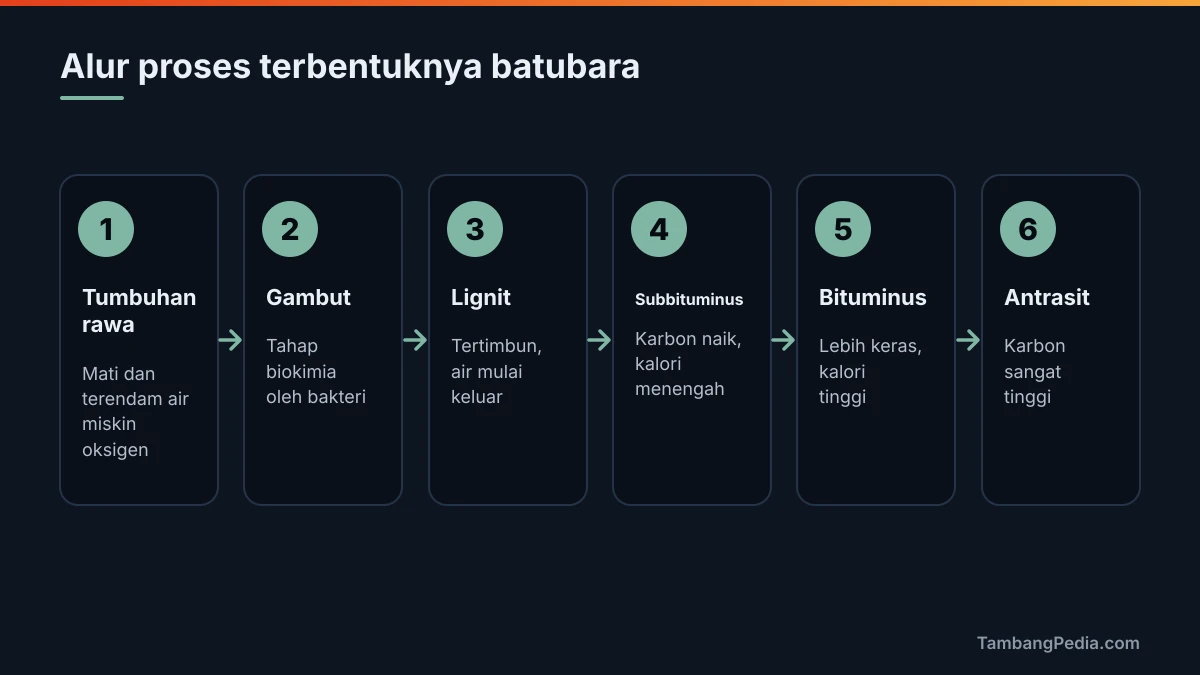 Alur proses terbentuknya batubara
1
Tumbuhan
rawa
Mati dan
terendam air
miskin
oksigen
2
Gambut
Tahap
biokimia
oleh bakteri
3
Lignit
Tertimbun,
air mulai
keluar
4
Subbituminus
Karbon naik,
kalori
menengah
5
Bituminus
Lebih keras,
kalori
tinggi
6
Antrasit
Karbon
sangat
tinggi
TambangPedia.com